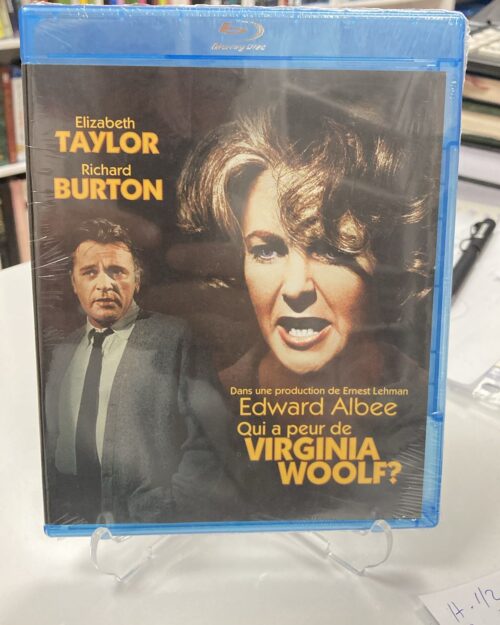 Blu-ray Disc
Elizabeth
TAYLOR
Richard
BURTON
Dans une production de Ernest Lehman
Edward Albee
Qui a peur de
VIRGINIA
WOOLF?